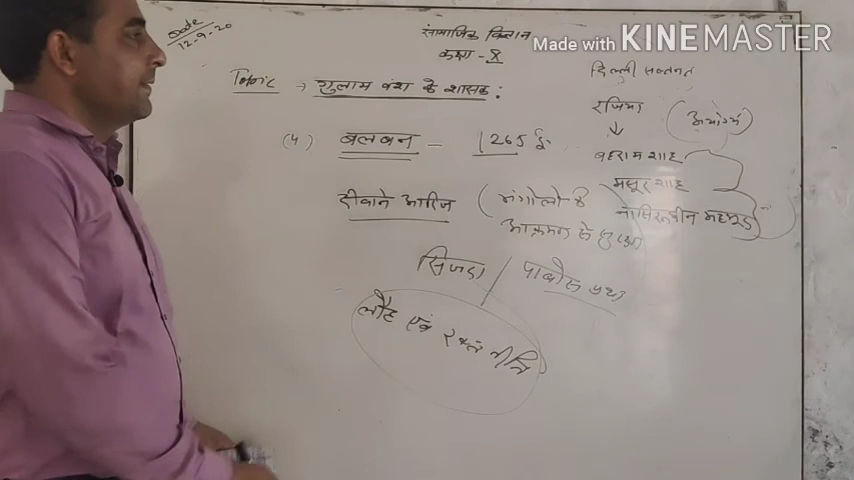 Date
12-9-20
सामाजिक विज्ञान
कक्षा - 8
Made with KINEMASTER
Topic → गुलाम वंश के शासक :
(4) बलबन - 1265 ई.
दीवाने आरिज (मंगोलो के
आक्रमण से सुरक्षा
सिजदा / पाबोस प्रथा
लौह एवं रक्त नीति
दिल्ली सल्तनत
रजिया
↓
(अयोग्य)
बहराम शाह
मसूद शाह
नासिरूद्दीन महमूद